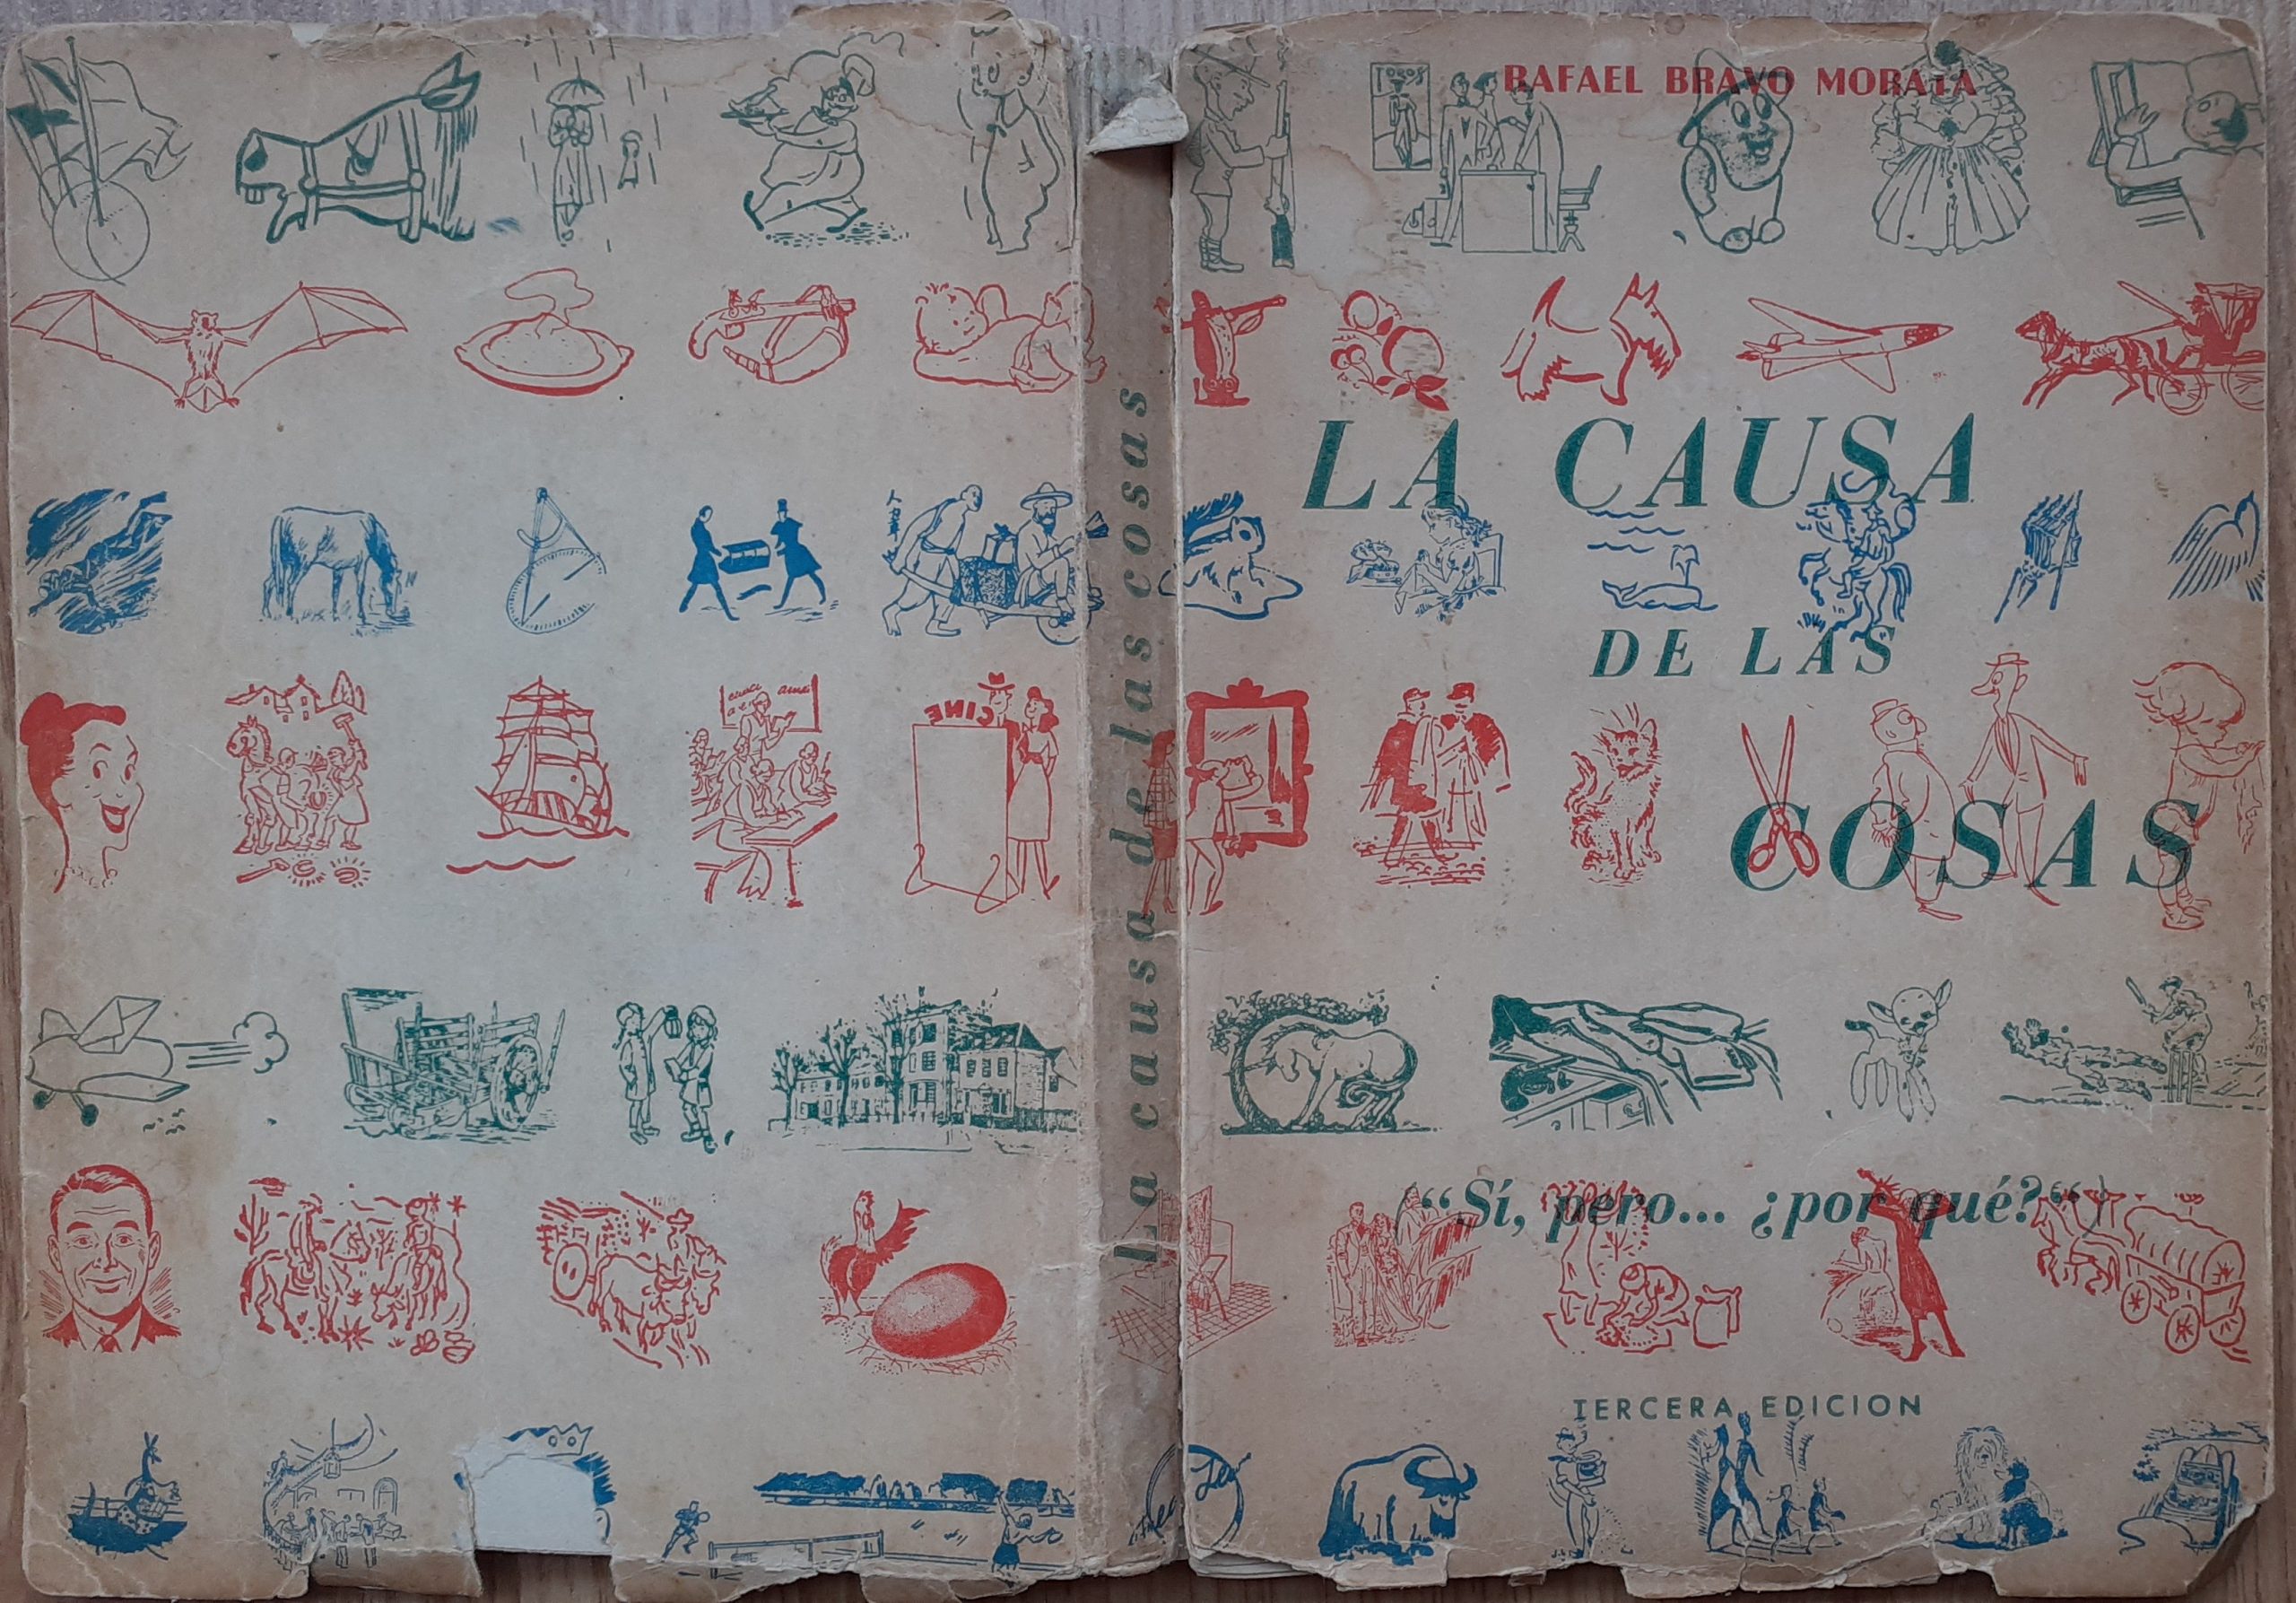 La causa de las cosas
RAFAEL BRAVO MORATA
TOROS
LA CAUSA
DE LAS
COSAS
CINE
(“Sí, pero... ¿por qué?“)
TERCERA EDICION